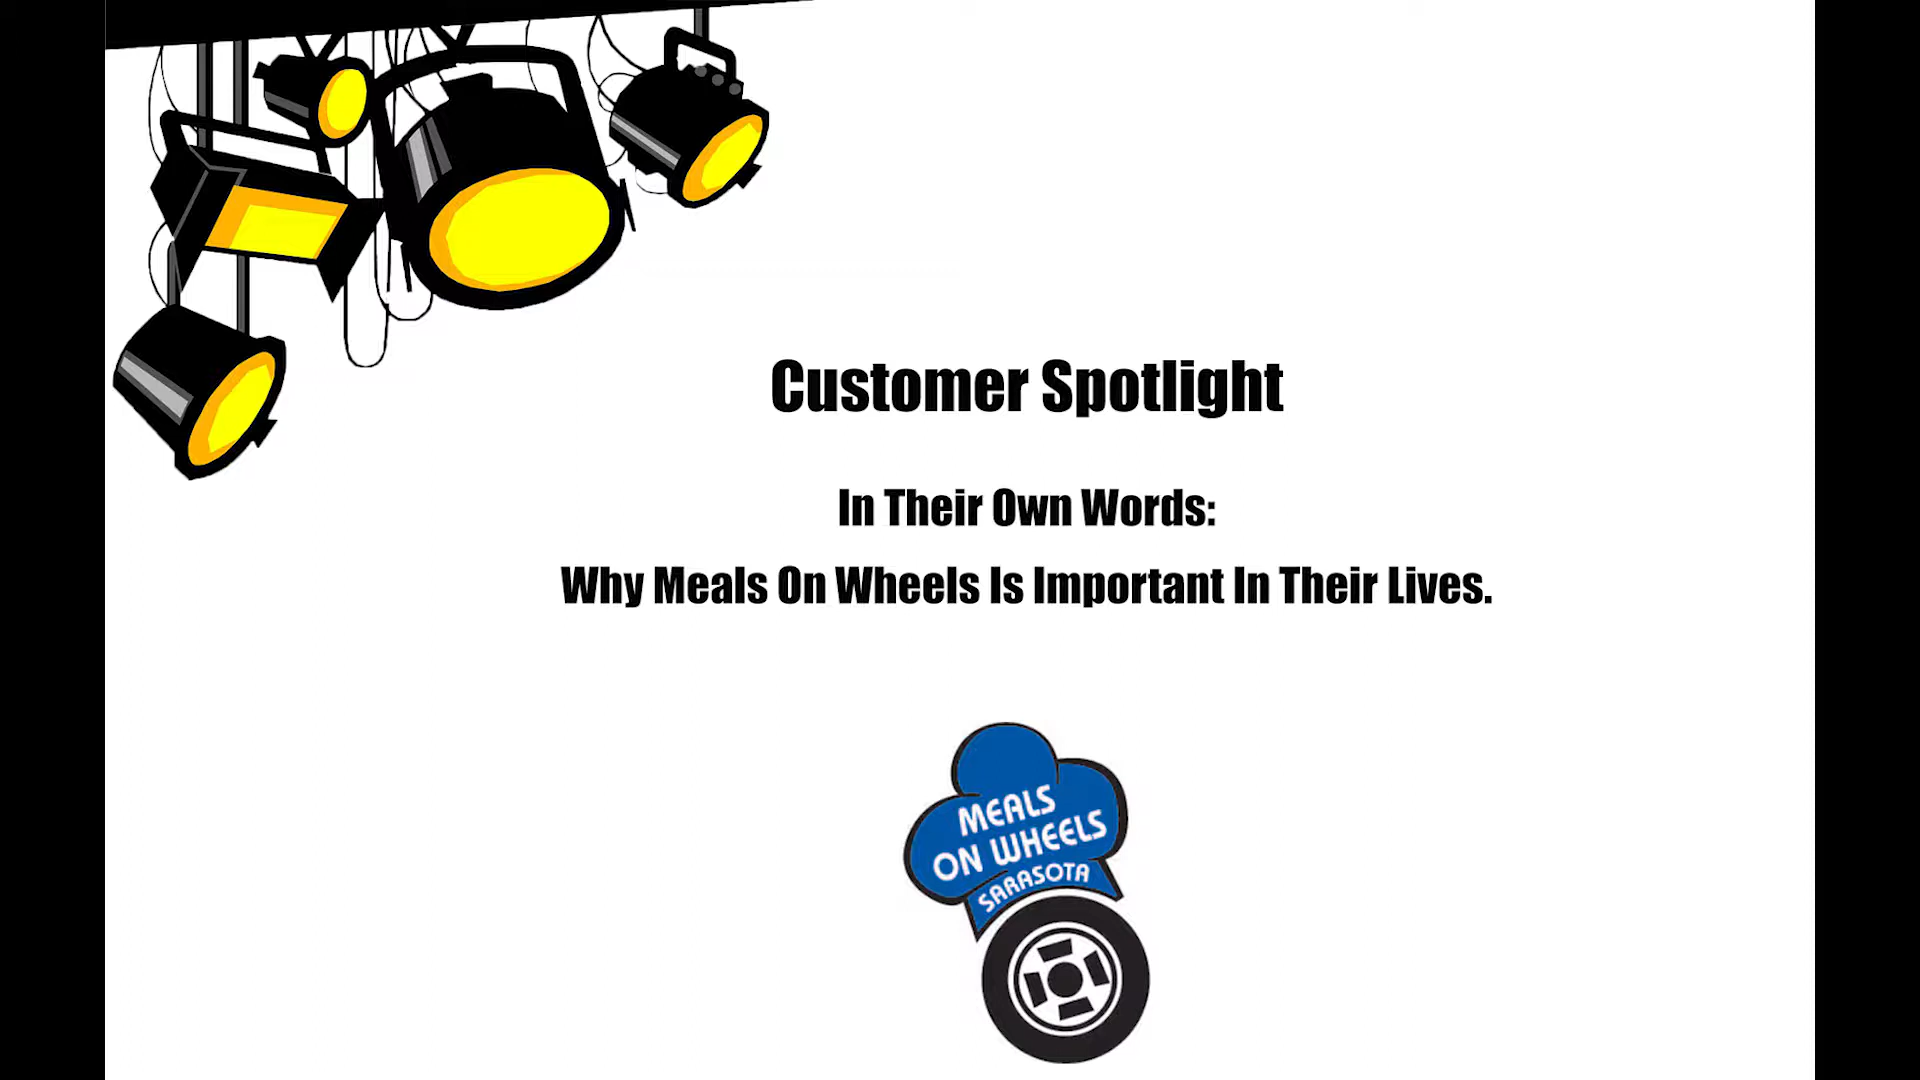 Customer Spotlight
In Their Own Words:
Why Meals On Wheels Is Important In Their Lives.
MEALS
ON WHEELS
SARASOTA